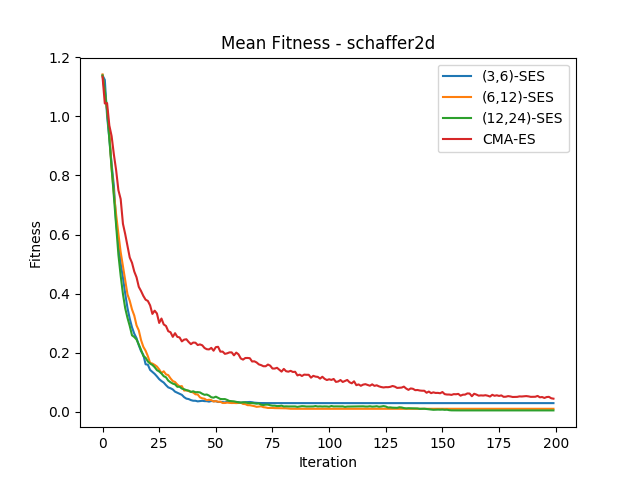 Mean Fitness - schaffer2d
(3,6)-SES
(6,12)-SES
(12,24)-SES
CMA-ES
Fitness
1.2
1.0
0.8
0.6
0.4
0.2
0.0
0 25 50 75 100 125 150 175 200
Iteration